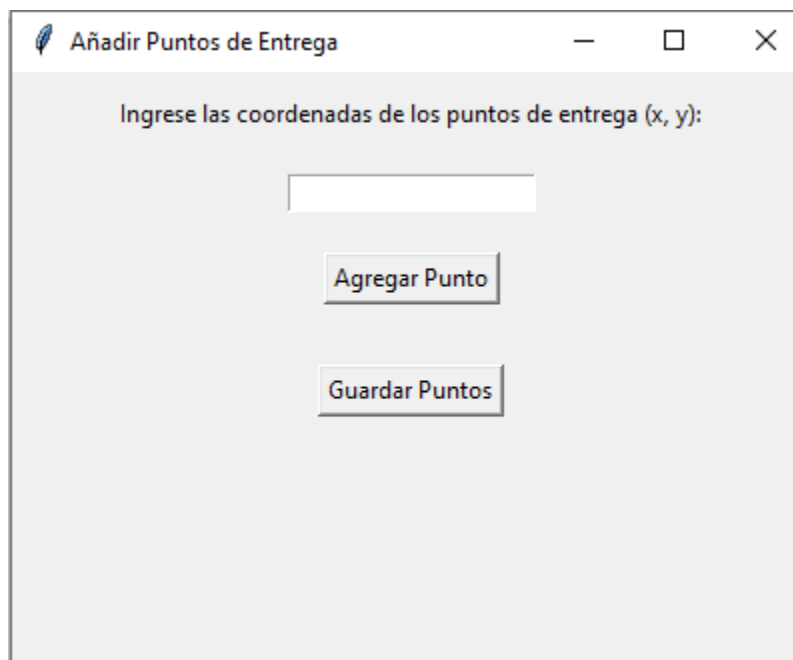 Añadir Puntos de Entrega
Ingrese las coordenadas de los puntos de entrega (x, y):
Agregar Punto
Guardar Puntos